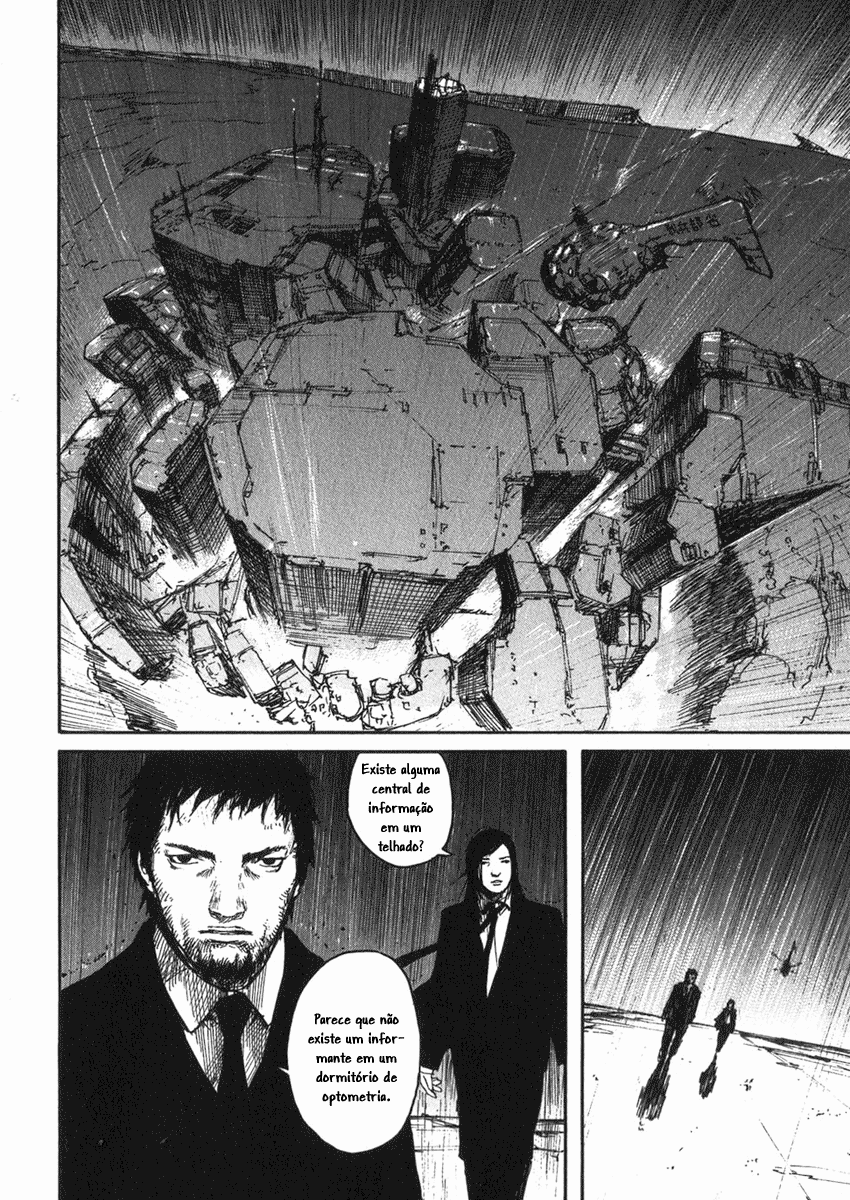 Existe alguma
central de
informação
em um
telhado?
Parece que não
existe um infor-
mante em um
dormitório de
optometria.